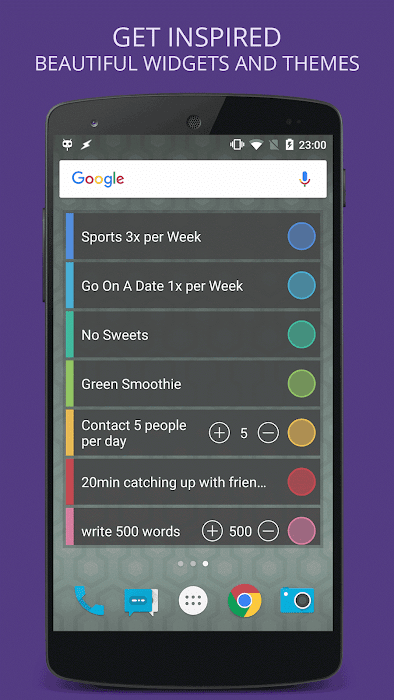 GET INSPIRED
BEAUTIFUL WIDGETS AND THEMES
23:00
Google
Sports 3x per Week
Go On A Date 1x per Week
No Sweets
Green Smoothie
Contact 5 people
per day
5
20min catching up with frien...
write 500 words
500